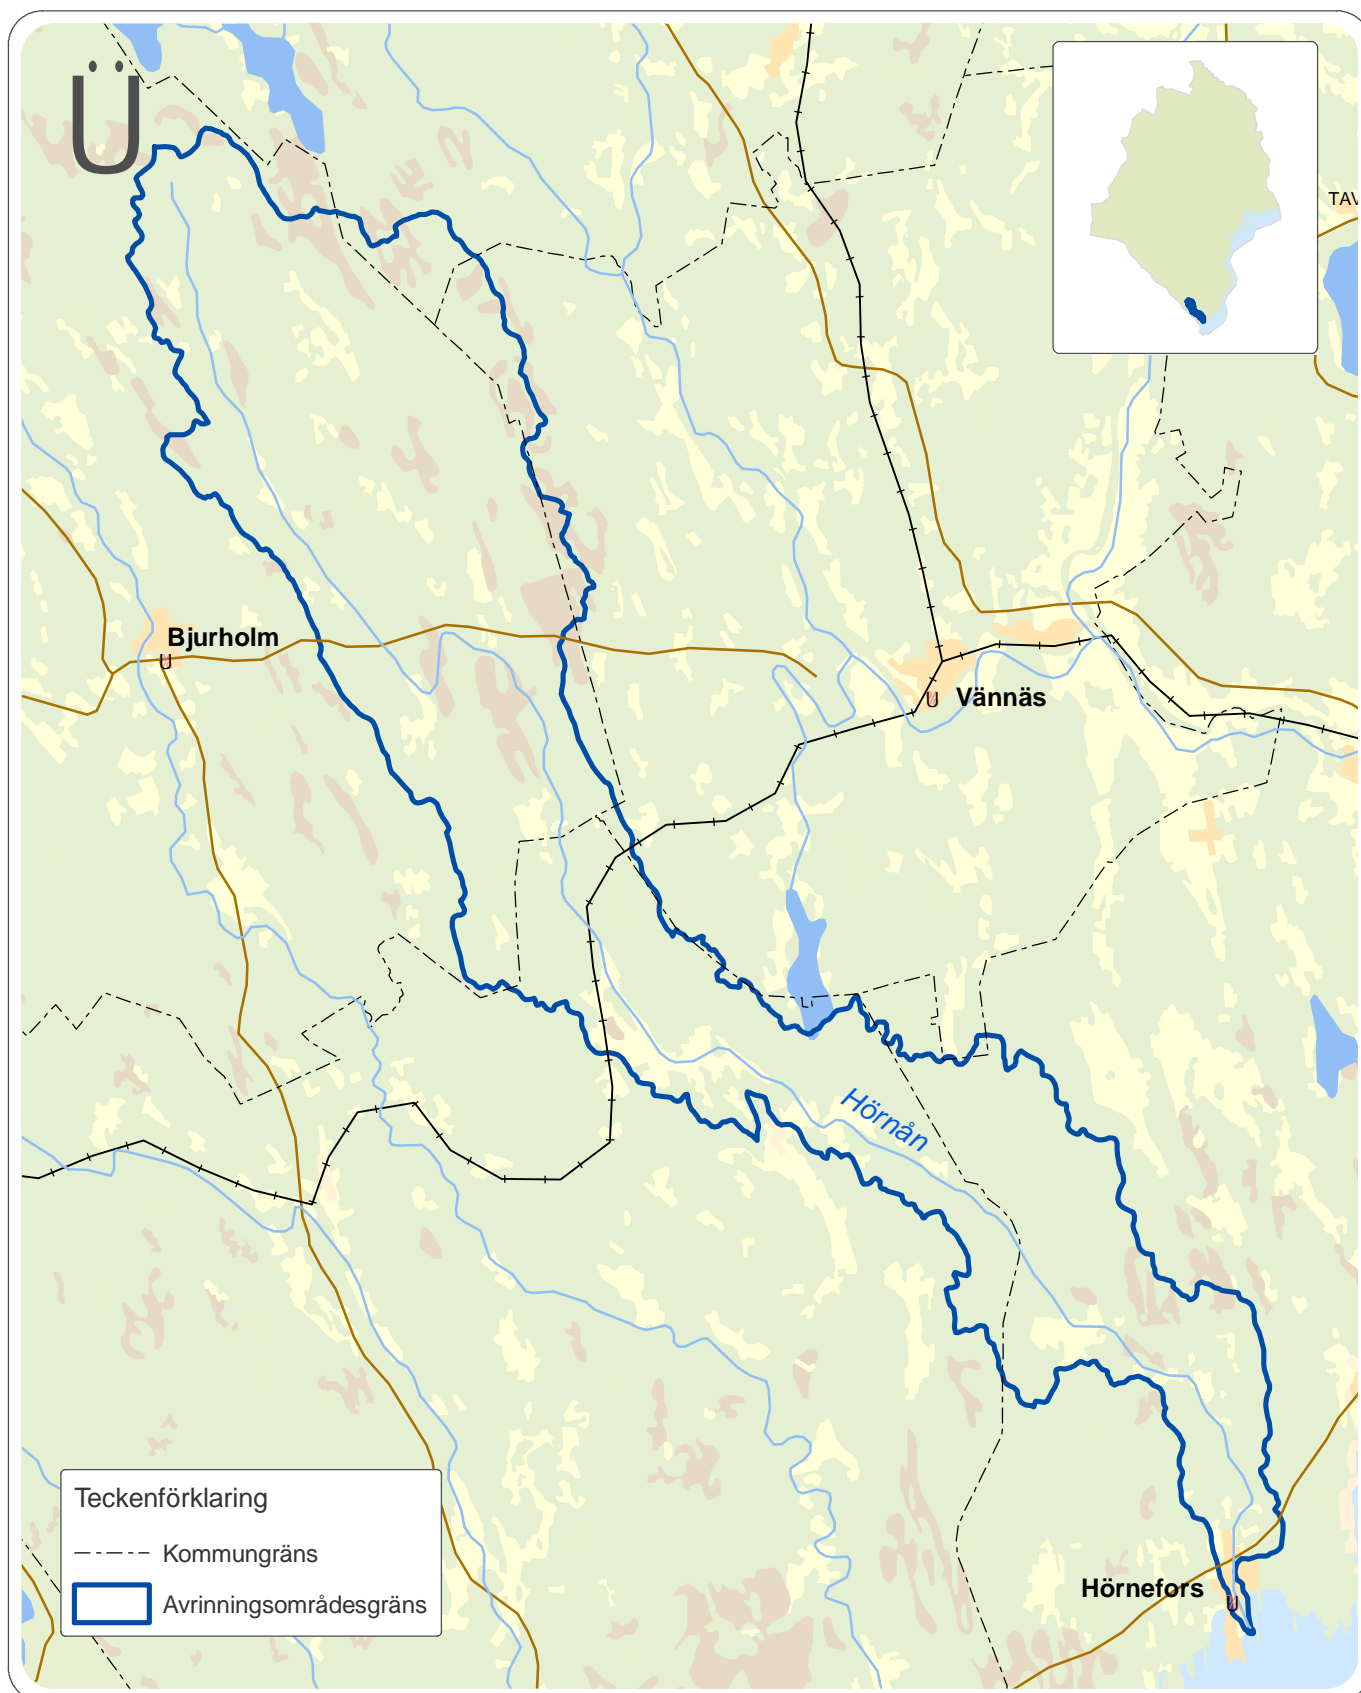 Ü
TAV
Bjurholm
U
Vännäs
U
Hörnån
Teckenförklaring
Kommungräns
Avrinningsområdesgräns
Hörnefors
U